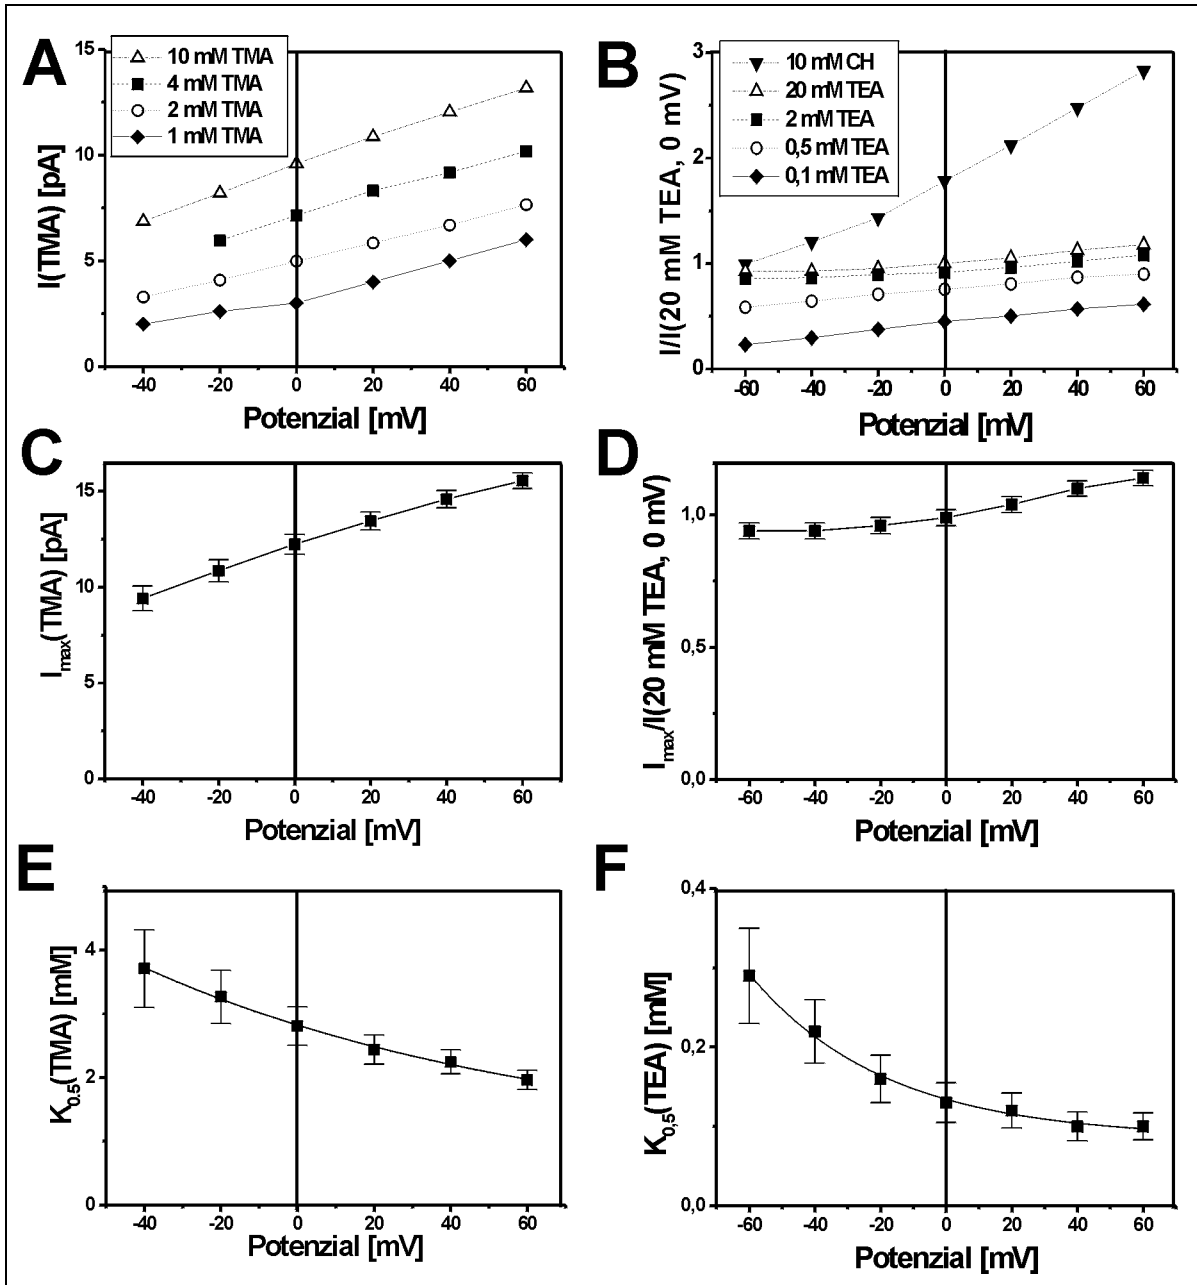 A
10 mM TMA
4 mM TMA
2 mM TMA
1 mM TMA
I(TMA) [pA]
15
10
5
0
-40 -20 0 20 40 60
Potenzial [mV]
B
10 mM CH
20 mM TEA
2 mM TEA
0,5 mM TEA
0,1 mM TEA
I/I(20 mM TEA, 0 mV)
3
2
1
0
-60 -40 -20 0 20 40 60
Potenzial [mV]
C
Imax(TMA) [pA]
15
10
5
0
-40 -20 0 20 40 60
Potenzial [mV]
D
Imax/I(20 mM TEA, 0 mV)
1,0
0,5
0,0
-60 -40 -20 0 20 40 60
Potenzial [mV]
E
K0.5(TMA) [mM]
4
2
0
-40 -20 0 20 40 60
Potenzial [mV]
F
K0,5(TEA) [mM]
0,4
0,2
0,0
-60 -40 -20 0 20 40 60
Potenzial [mV]